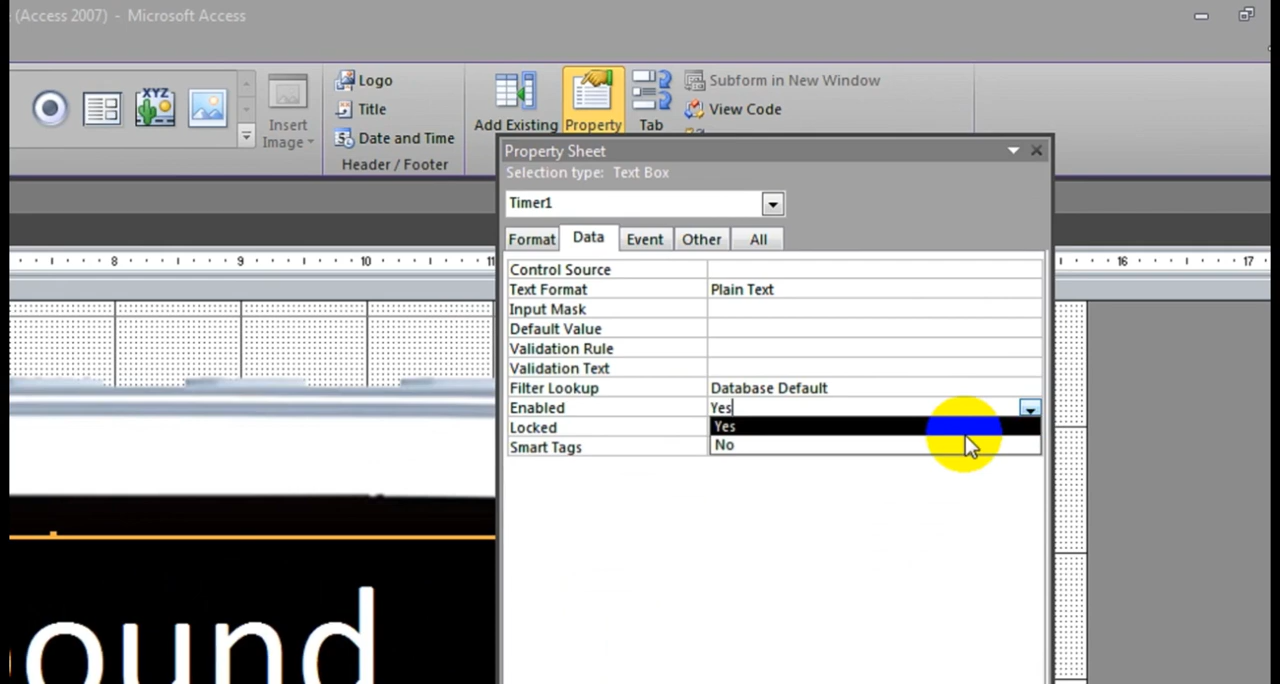 (Access 2007) - Microsoft Access
Logo
Title
Date and Time
Header / Footer
Insert
Image
XYZ
Add Existing
Property
Tab
Subform in New Window
View Code
Property Sheet
Selection type: Text Box
Timer1
Format Data Event Other All
8 9 10 11 16 17
Control Source
Text Format Plain Text
Input Mask
Default Value
Validation Rule
Validation Text
Filter Lookup Database Default
Enabled Yes
Locked Yes
Smart Tags No
ound